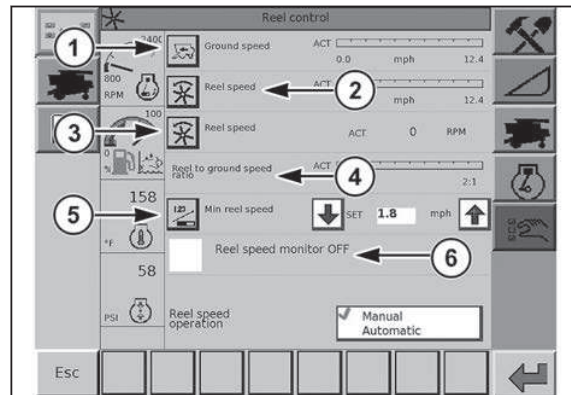 Reel control
2400
800
RPM
1
Ground speed
ACT
0.0 mph 12.4
2
Reel speed
ACT
mph 12.4
3
100
0
%
Reel speed
ACT 0 RPM
4
Reel to ground speed
ratio
ACT
2:1
5
158
°F
Min reel speed
SET 1.8 mph
6
Reel speed monitor OFF
58
PSI
Reel speed
operation
Manual
Automatic
Esc